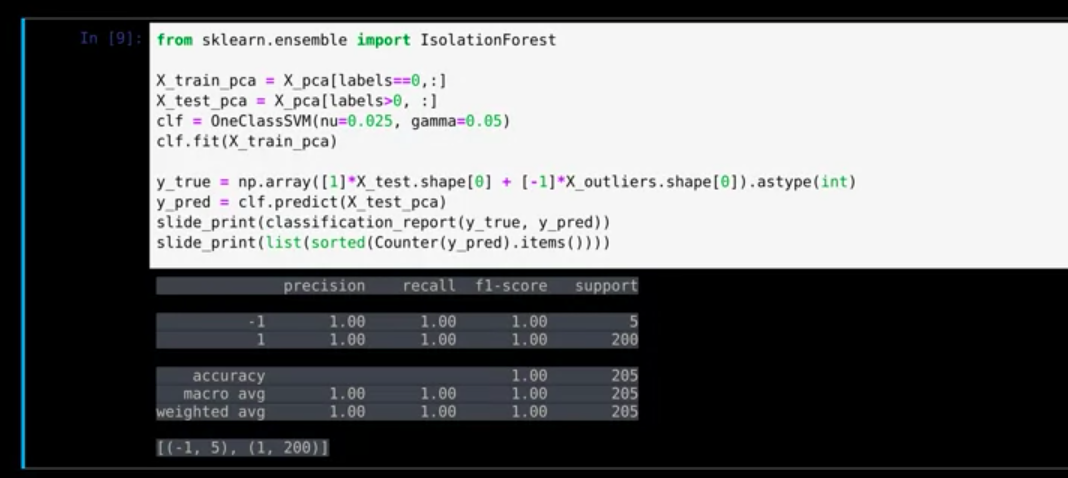 In [9]: from sklearn.ensemble import IsolationForest
X_train_pca = X_pca[labels==0,:]
X_test_pca = X_pca[labels>0, :]
clf = OneClassSVM(nu=0.025, gamma=0.05)
clf.fit(X_train_pca)
y_true = np.array([1]*X_test.shape[0] + [-1]*X_outliers.shape[0]).astype(int)
y_pred = clf.predict(X_test_pca)
slide_print(classification_report(y_true, y_pred))
slide_print(list(sorted(Counter(y_pred).items())))
precision recall f1-score support
-1 1.00 1.00 1.00 5
1 1.00 1.00 1.00 200
accuracy 1.00 205
macro avg 1.00 1.00 1.00 205
weighted avg 1.00 1.00 1.00 205
[(-1, 5), (1, 200)]